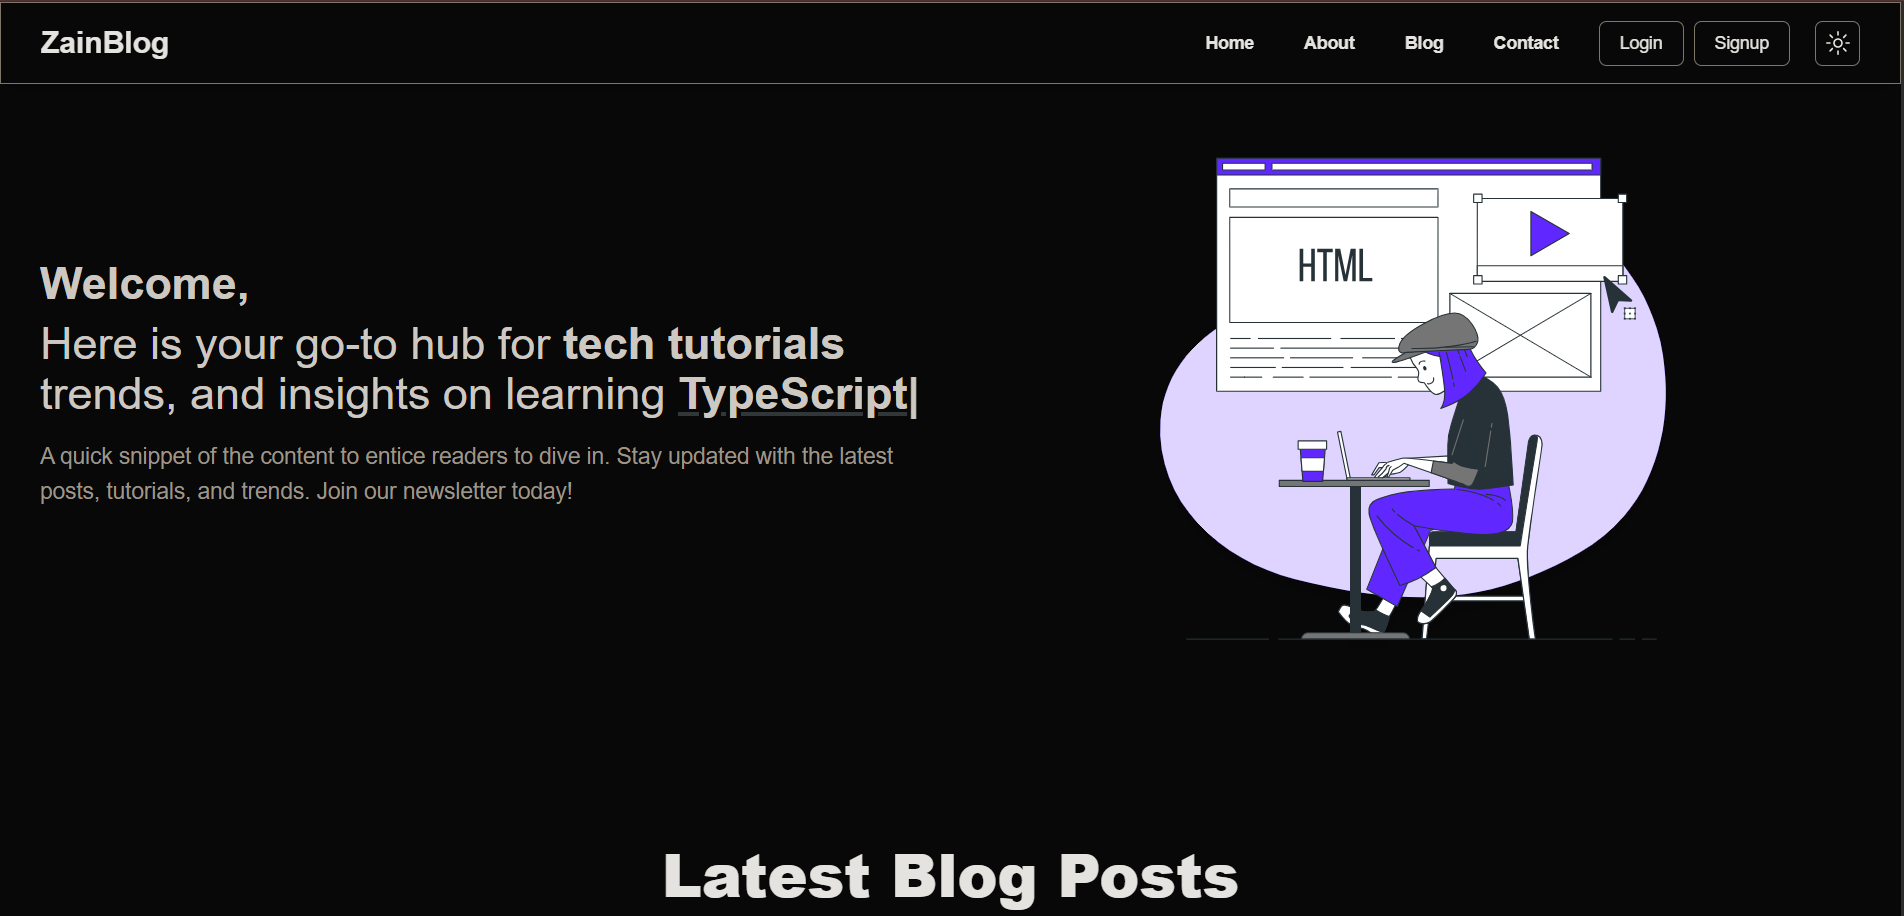 ZainBlog
Home About Blog Contact Login Signup
HTML
Welcome,
Here is your go-to hub for tech tutorials
trends, and insights on learning TypeScript|
A quick snippet of the content to entice readers to dive in. Stay updated with the latest
posts, tutorials, and trends. Join our newsletter today!
Latest Blog Posts